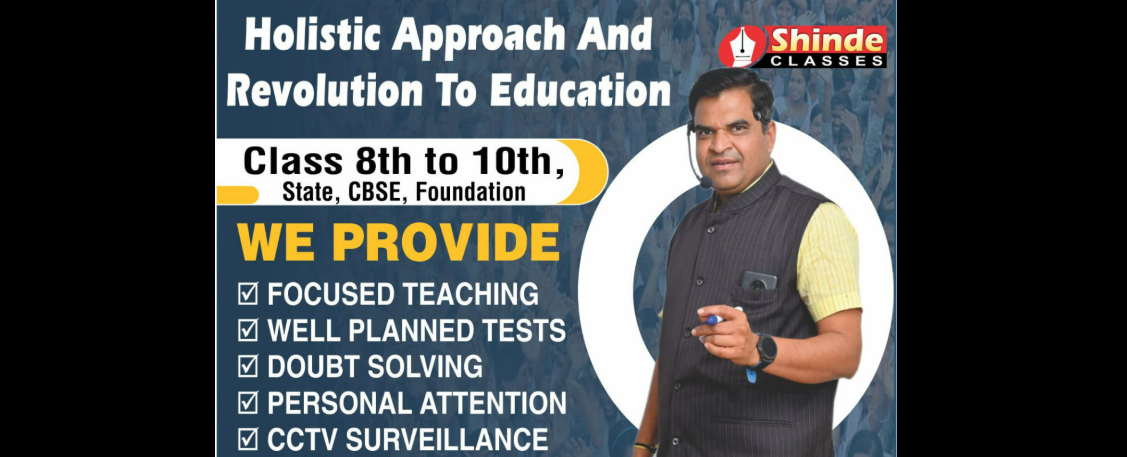 Holistic Approach And
Revolution To Education
Shinde
CLASSES
Class 8th to 10th,
State, CBSE, Foundation
WE PROVIDE
FOCUSED TEACHING
WELL PLANNED TESTS
DOUBT SOLVING
PERSONAL ATTENTION
CCTV SURVEILLANCE